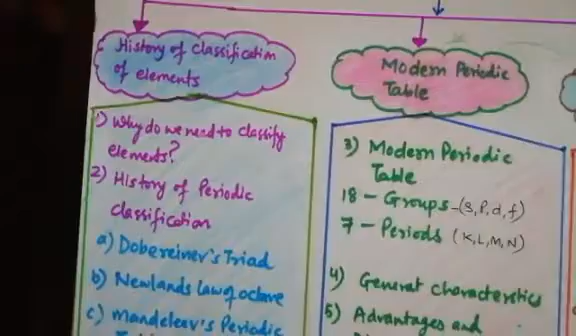 History of Classification
of elements
1) Why do we need to classify
elements?
2) History of Periodic
Classification
a) Dobereiner's Triad
b) Newlands Law of octave
c) Mandeleev's Periodic
Modern Periodic
Table
3) Modern Periodic
Table
18 - Groups - (s, p, d, f)
7 - Periods (K, L, M, N)
4) General characterstics
5) Advantages and